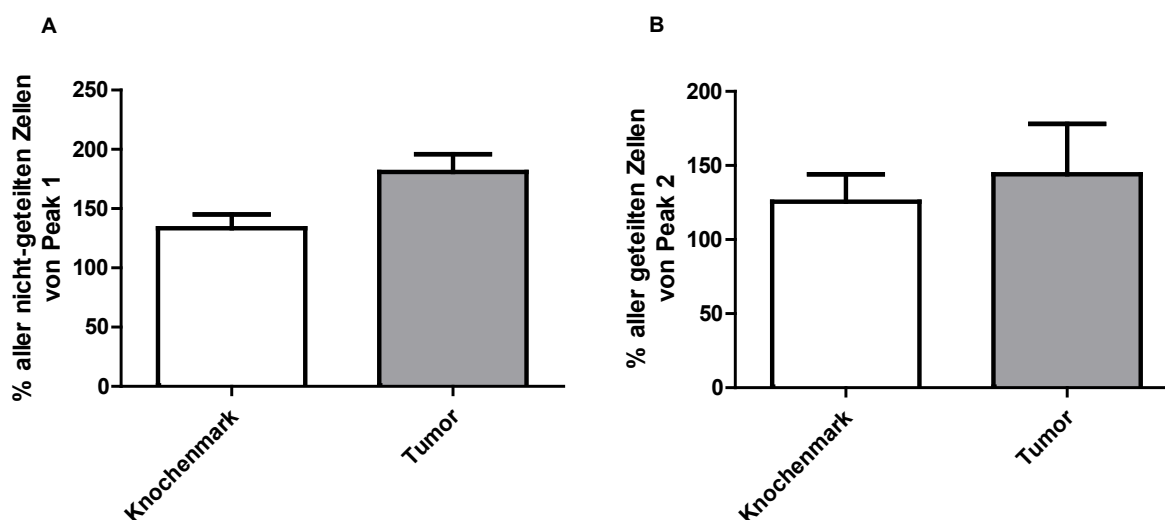 A
% aller nicht-geteilten Zellen
von Peak 1
250
200
150
100
50
0
Knochenmark
Tumor
B
% aller geteilten Zellen
von Peak 2
200
150
100
50
0
Knochenmark
Tumor